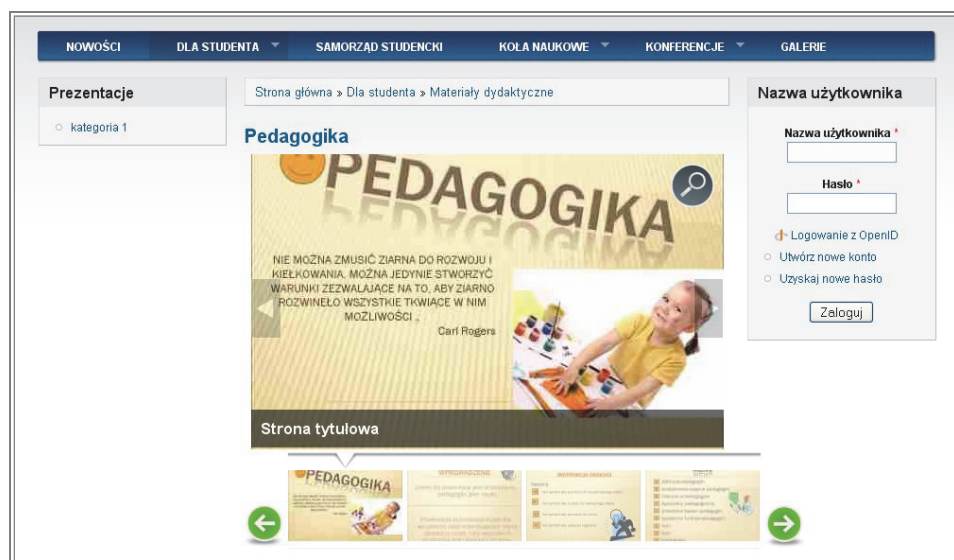 NOWOŚCI
DLA STUDENTA
SAMORZĄD STUDENCKI
KOŁA NAUKOWE
KONFERENCJE
GALERIE
Prezentacje
kategoria 1
Strona główna » Dla studenta » Materiały dydaktyczne
Pedagogika
PEDAGOGIKA
NIE MOŻNA ZMUSIĆ ZIARNA DO ROZWOJU I
KIEŁKOWANIA, MOŻNA JEDYNIE STWORZYĆ
WARUNKI ZEZWALAJĄCE NA TO, ABY ZIARNO
ROZWINEŁO WSZYSTKIE TKWIĄCE W NIM
MOŻLIWOŚCI ..
Carl Rogers
Strona tytulowa
PEDAGOGIKA
WPROWADZENIE
Nazwa użytkownika
Nazwa użytkownika *
Hasło *
Logowanie z OpenID
Utwórz nowe konto
Uzyskaj nowe hasło
Zaloguj